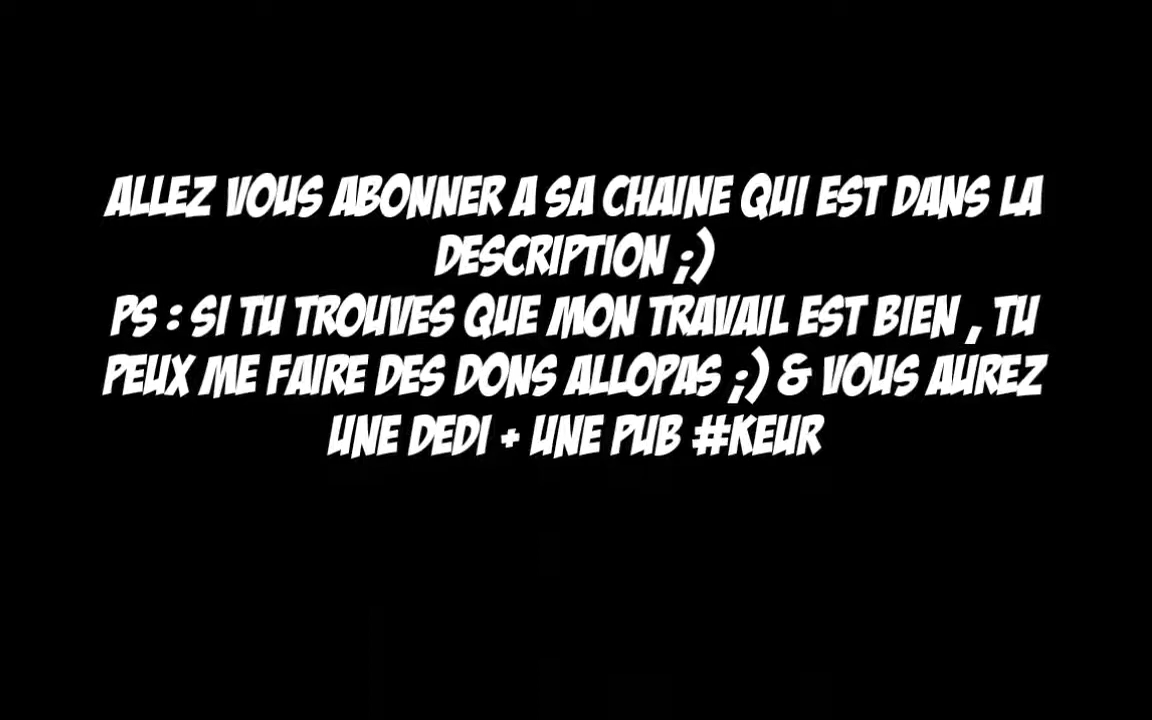 ALLEZ VOUS ABONNER A SA CHAINE QUI EST DANS LA
DESCRIPTION ;)
PS : SI TU TROUVES QUE MON TRAVAIL EST BIEN , TU
PEUX ME FAIRE DES DONS ALLOPAS ;) & VOUS AUREZ
UNE DEDI + UNE PUB #KEUR